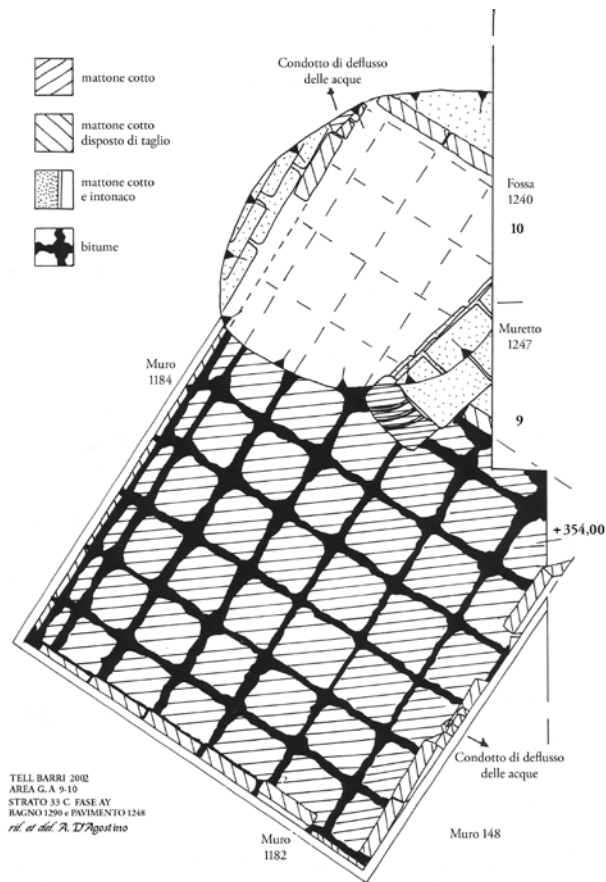 mattone cotto
mattone cotto
disposto di taglio
mattone cotto
e intonaco
bitume
Condotto di deflusso
delle acque
Fossa
1240
10
Muretto
1247
9
Muro
1184
+354,00
Condotto di deflusso
delle acque
Muro 148
Muro
1182
TELL BARRI 2002
AREA G. A 9-10
STRATO 33 C FASE AY
BAGNO 1290 e PAVIMENTO 1248
ril. et del. A. D'Agostino